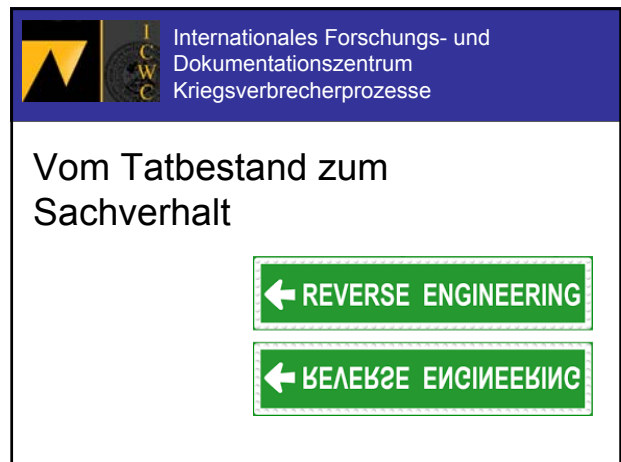 I
C
W
C
Internationales Forschungs- und
Dokumentationszentrum
Kriegsverbrecherprozesse
Vom Tatbestand zum
Sachverhalt
REVERSE ENGINEERING
REVERSE ENGINEERING